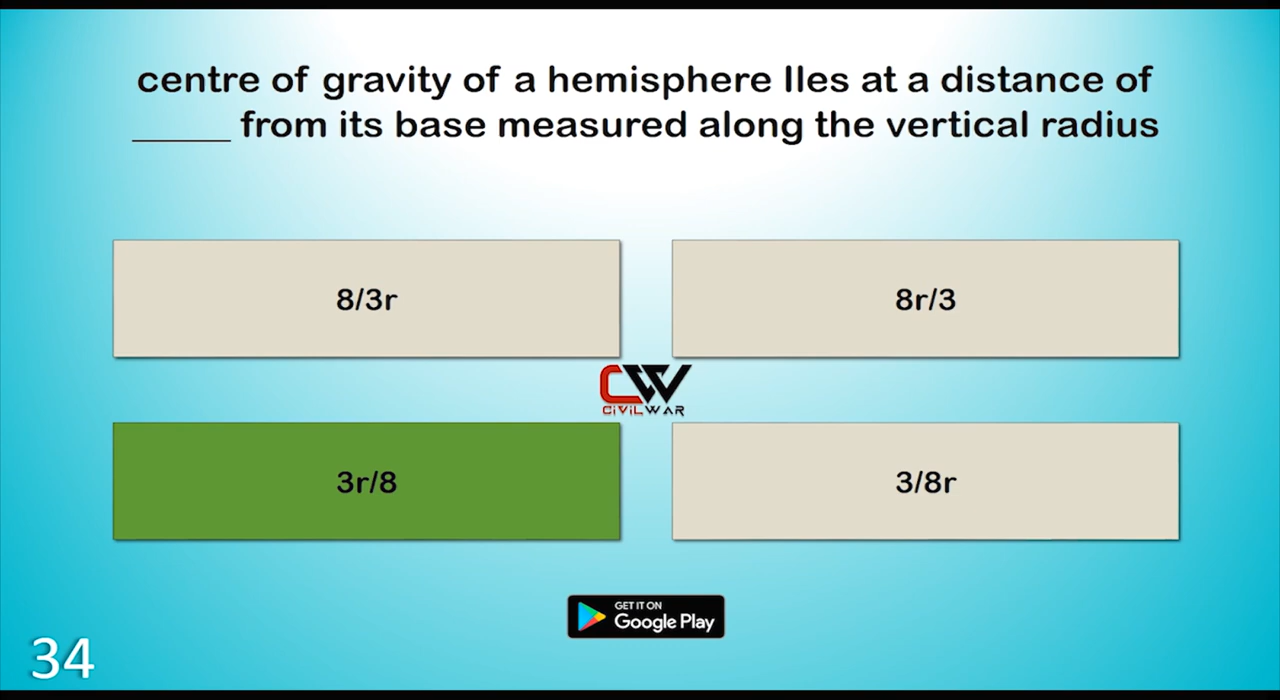 centre of gravity of a hemisphere lIes at a distance of
_____ from its base measured along the vertical radius
8/3r
8r/3
CW
CiViLWAR
3r/8
3/8r
GET IT ON
Google Play
34